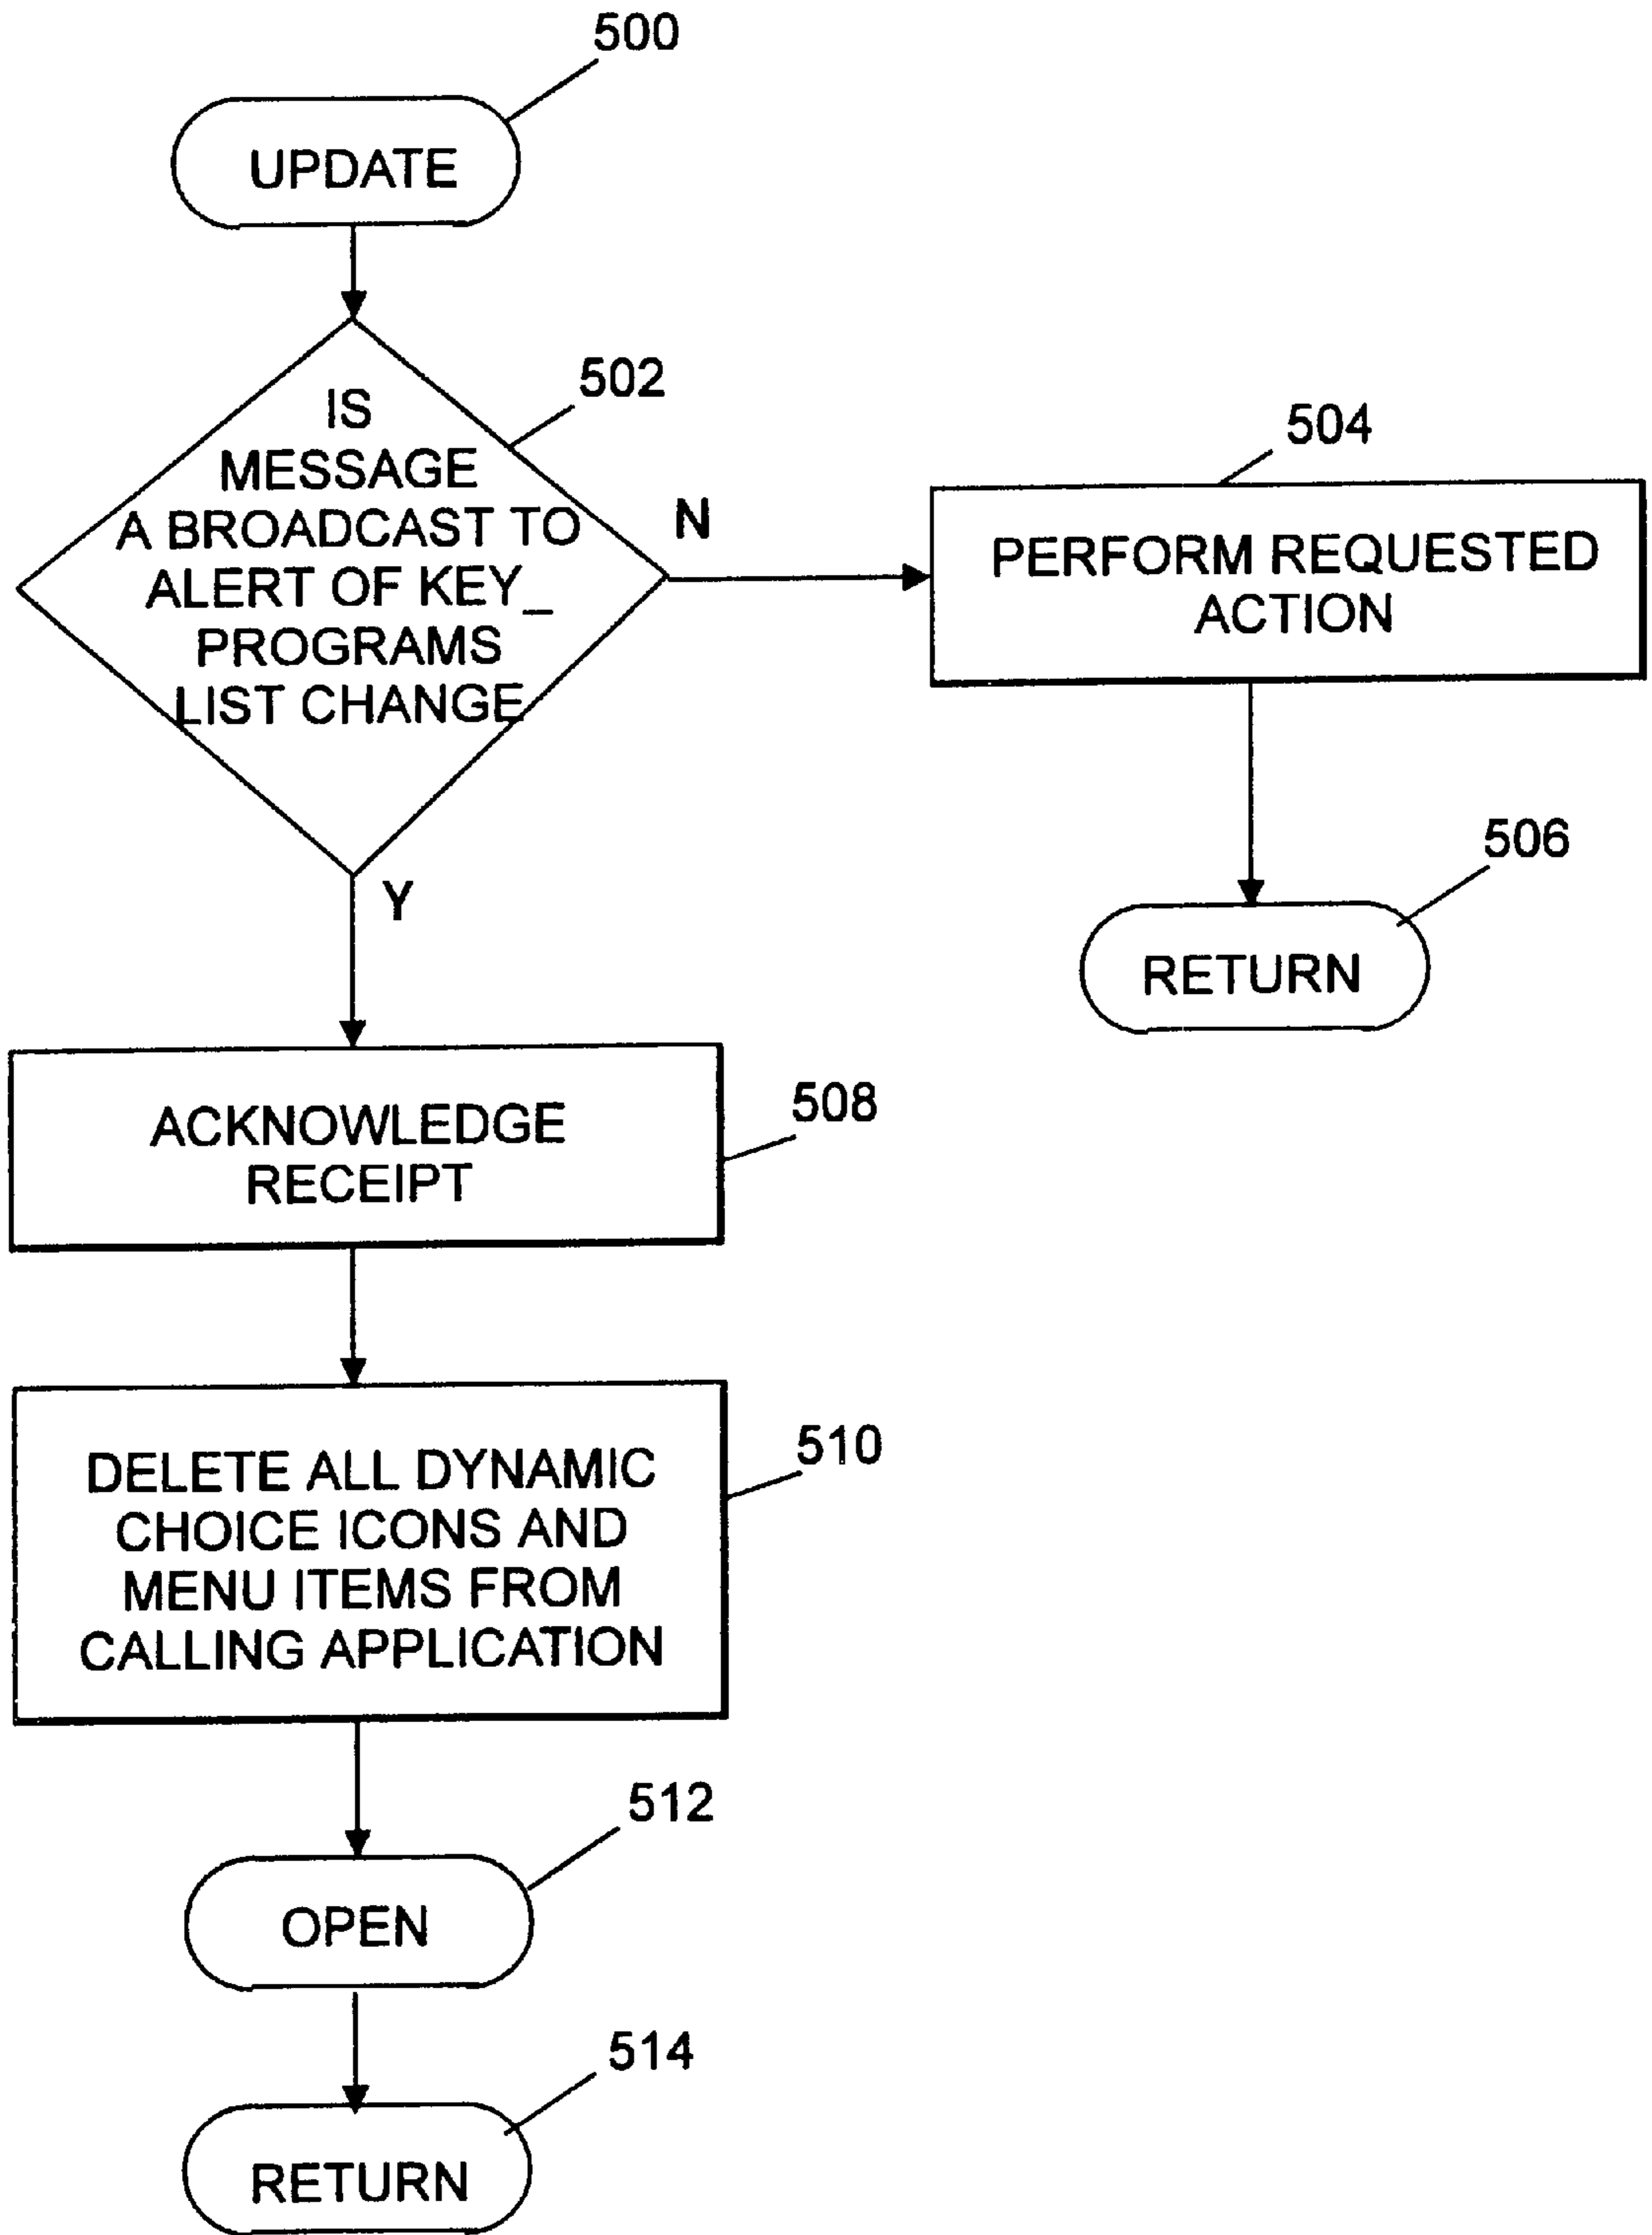 500
UPDATE
502
IS
MESSAGE
A BROADCAST TO
ALERT OF KEY_
PROGRAMS
LIST CHANGE
N
504
PERFORM REQUESTED
ACTION
506
RETURN
Y
508
ACKNOWLEDGE
RECEIPT
510
DELETE ALL DYNAMIC
CHOICE ICONS AND
MENU ITEMS FROM
CALLING APPLICATION
512
OPEN
514
RETURN